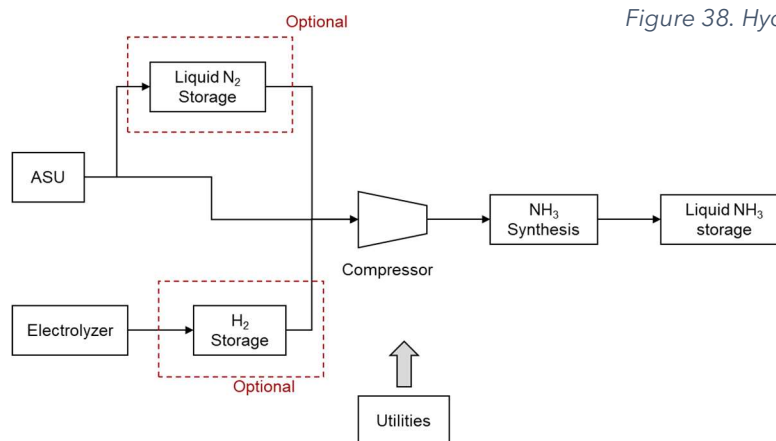 Figure 38. Hyd
Optional
Liquid N₂
Storage
ASU
NH₃
Synthesis
Liquid NH₃
storage
Compressor
Electrolyzer
H₂
Storage
Optional
Utilities